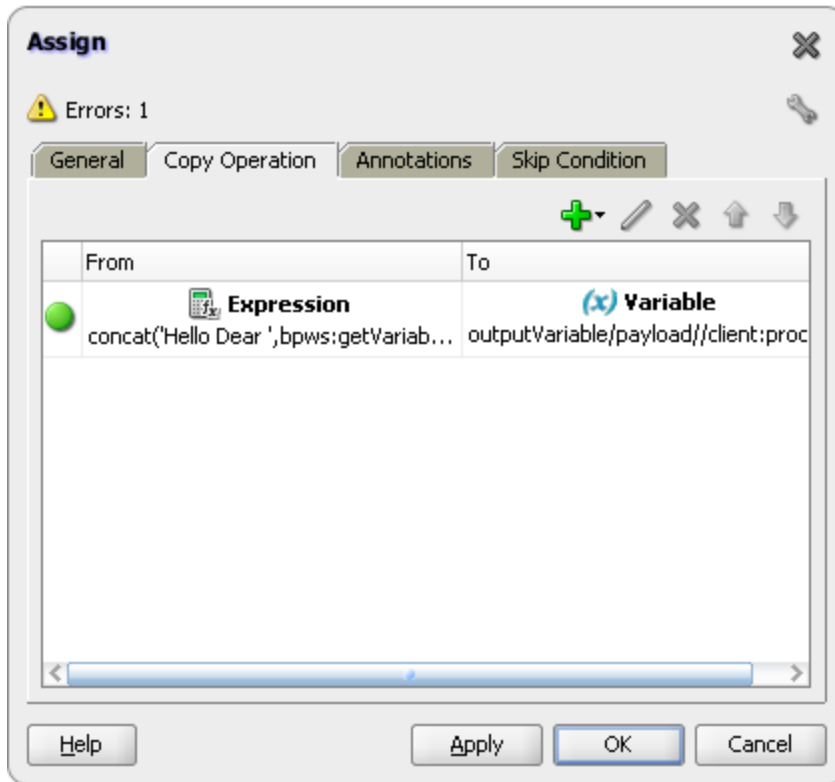 Assign
Errors: 1
General Copy Operation Annotations Skip Condition
From To
Expression (x) Variable
concat('Hello Dear ',bpws:getVariab... outputVariable/payload//client:proc
Help Apply OK Cancel